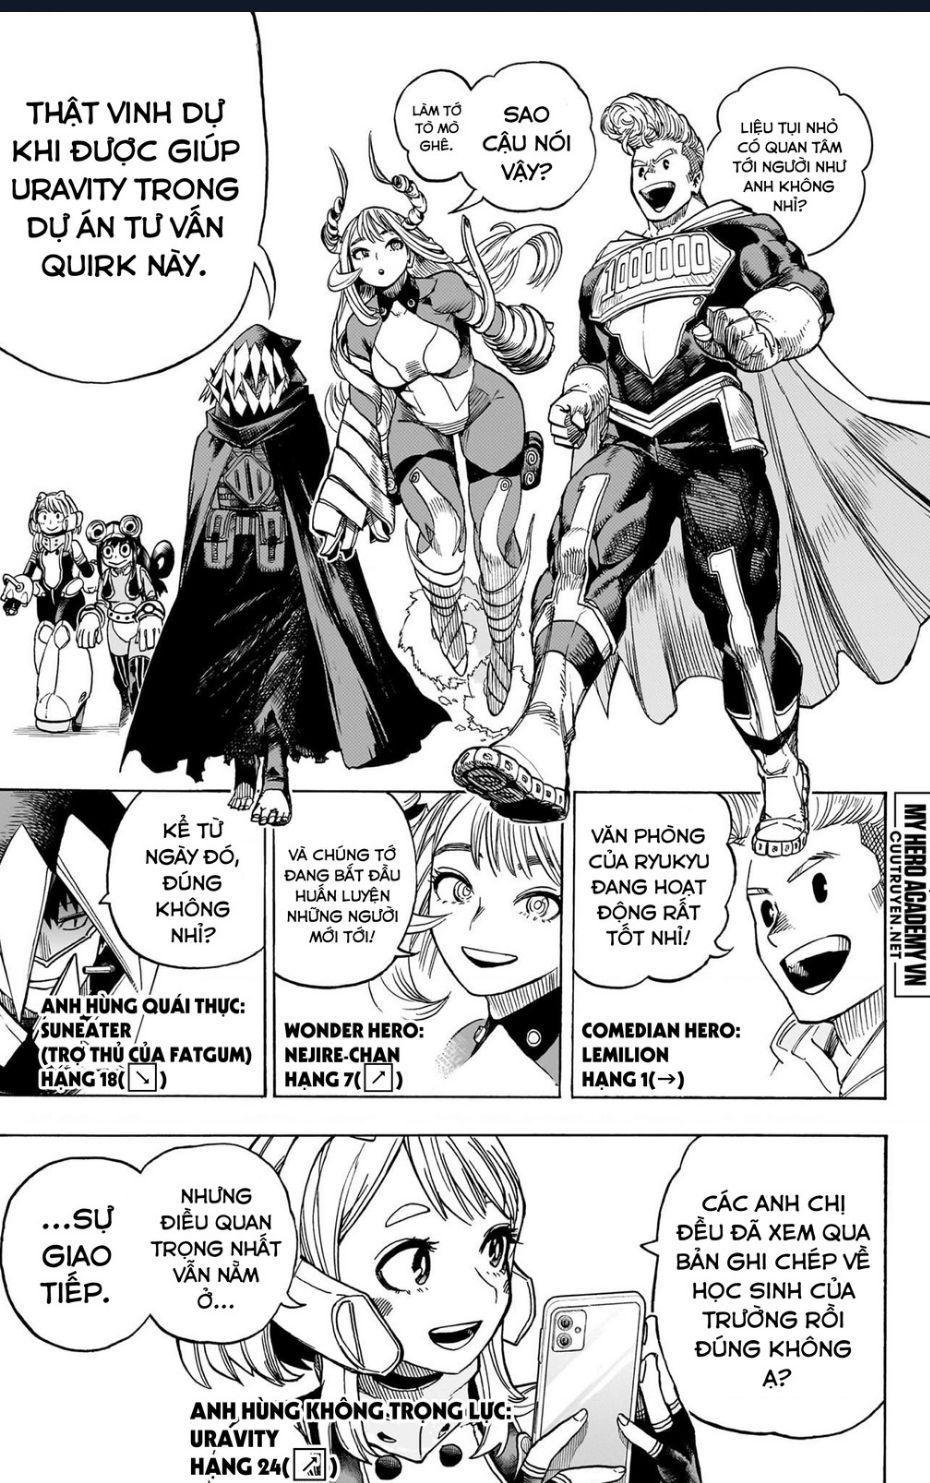 LIỆU TỤI NHỎ
CÓ QUAN TÂM
TỚI NGƯỜI NHƯ
ANH KHÔNG
NHỈ?
SAO
CẬU NÓI
VẬY?
LÀM TỚ
TÒ MÒ
GHÊ.
THẬT VINH DỰ
KHI ĐƯỢC GIÚP
URAVITY TRONG
DỰ ÁN TƯ VẤN
QUIRK NÀY.
1000000
VĂN PHÒNG
CỦA RYUKYU
ĐANG HOẠT
ĐỘNG RẤT
TỐT NHỈ!
COMEDIAN HERO:
LEMILION
HẠNG 1(→)
VÀ CHÚNG TỚ
ĐANG BẮT ĐẦU
HUẤN LUYỆN
NHỮNG NGƯỜI
MỚI TỚI!
WONDER HERO:
NEJIRE-CHAN
HẠNG 7(↗)
KỂ TỪ
NGÀY ĐÓ,
ĐÚNG
KHÔNG
NHỈ?
ANH HÙNG QUÁI THỰC:
SUNEATER
(TRỢ THỦ CỦA FATGUM)
HẠNG 18(↘)
MY HERO ACADEMY VN
CUUTRUYEN.NET
CÁC ANH CHỊ
ĐỀU ĐÃ XEM QUA
BẢN GHI CHÉP VỀ
HỌC SINH CỦA
TRƯỜNG RỒI
ĐÚNG KHÔNG
Ạ?
NHƯNG
ĐIỀU QUAN
TRỌNG NHẤT
VẪN NẰM
Ở...
...SỰ
GIAO
TIẾP.
ANH HÙNG KHÔNG TRỌNG LỰC:
URAVITY
HẠNG 24(↗)